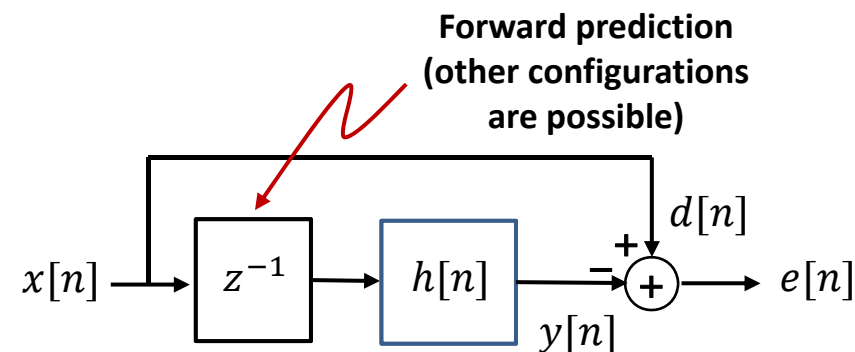 Forward prediction
(other configurations
are possible)
d[n]
x[n]
z⁻¹
h[n]
+
−
+
e[n]
y[n]